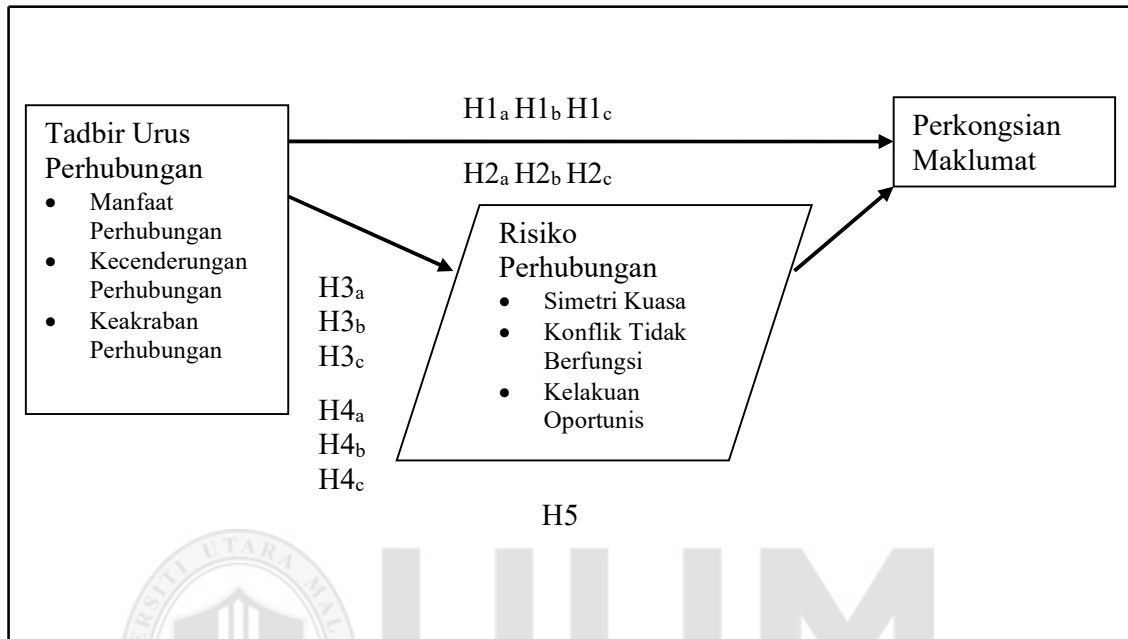 H1a H1b H1c
Tadbir Urus
Perhubungan
• Manfaat
Perhubungan
• Kecenderungan
Perhubungan
• Keakraban
Perhubungan
Perkongsian
Maklumat
H2a H2b H2c
Risiko
Perhubungan
• Simetri Kuasa
• Konflik Tidak
Berfungsi
• Kelakuan
Oportunis
H3a
H3b
H3c
H4a
H4b
H4c
H5
UTARA
UUM